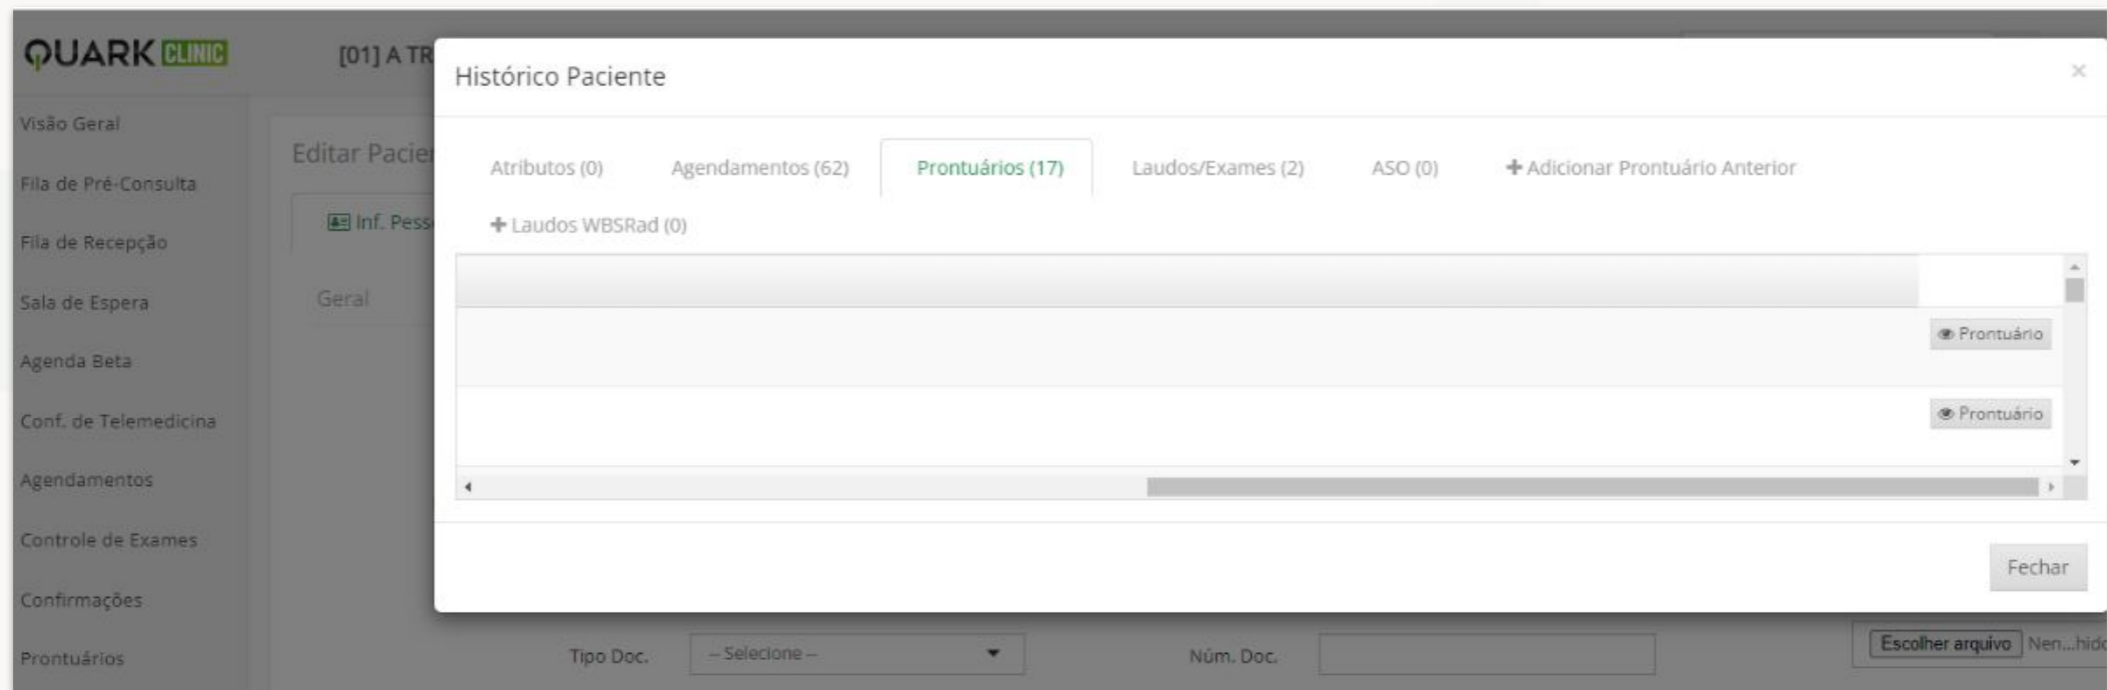 QUARK CLINIC
[01] A TR
Histórico Paciente
×
Visão Geral
Fila de Pré-Consulta
Fila de Recepção
Sala de Espera
Agenda Beta
Conf. de Telemedicina
Agendamentos
Controle de Exames
Confirmações
Prontuários
Editar Pacien
Inf. Pess
Geral
Atributos (0) Agendamentos (62) Prontuários (17) Laudos/Exames (2) ASO (0) + Adicionar Prontuário Anterior
+ Laudos WBSRad (0)
Prontuário
Prontuário
Fechar
Tipo Doc. -- Selecione -- Núm. Doc. Escolher arquivo Nen...hido